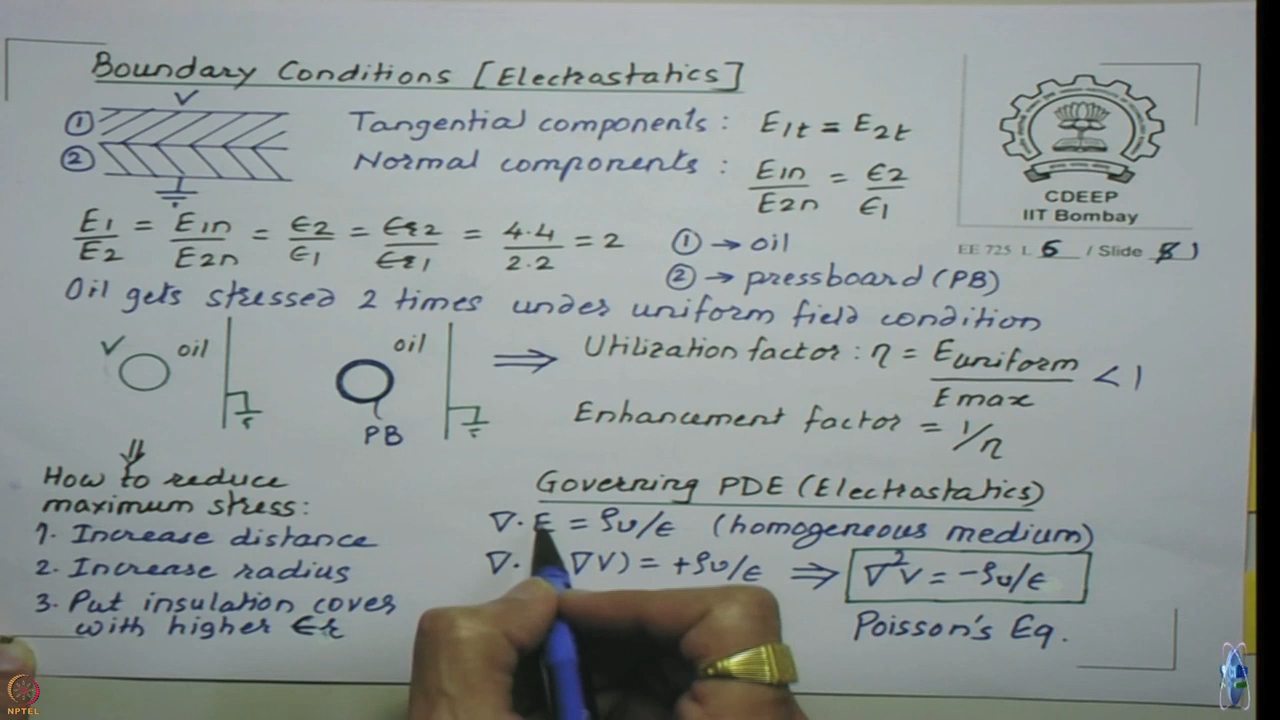 Boundary Conditions [Electrostatics]
① Tangential components : E1t = E2t
② Normal components : E1n/E2n = ϵ2/ϵ1
E1/E2 = E1n/E2n = ϵ2/ϵ1 = ϵr2/ϵr1 = 4.4/2.2 = 2
① → oil
② → pressboard (PB)
CDEEP
IIT Bombay
EE 725 L 6 / Slide 81
Oil gets stressed 2 times under uniform field condition
V oil
oil
PB
⇒ Utilization factor : η = Euniform/Emax < 1
Enhancement factor = 1/η
⇓
How to reduce
maximum stress:
1. Increase distance
2. Increase radius
3. Put insulation cover
with higher ϵr
Governing PDE (Electrostatics)
∇·E = ρv/ϵ (homogeneous medium)
∇· ∇V) = +ρv/ϵ ⇒ ∇²V = -ρv/ϵ
Poisson's Eq.
NPTEL